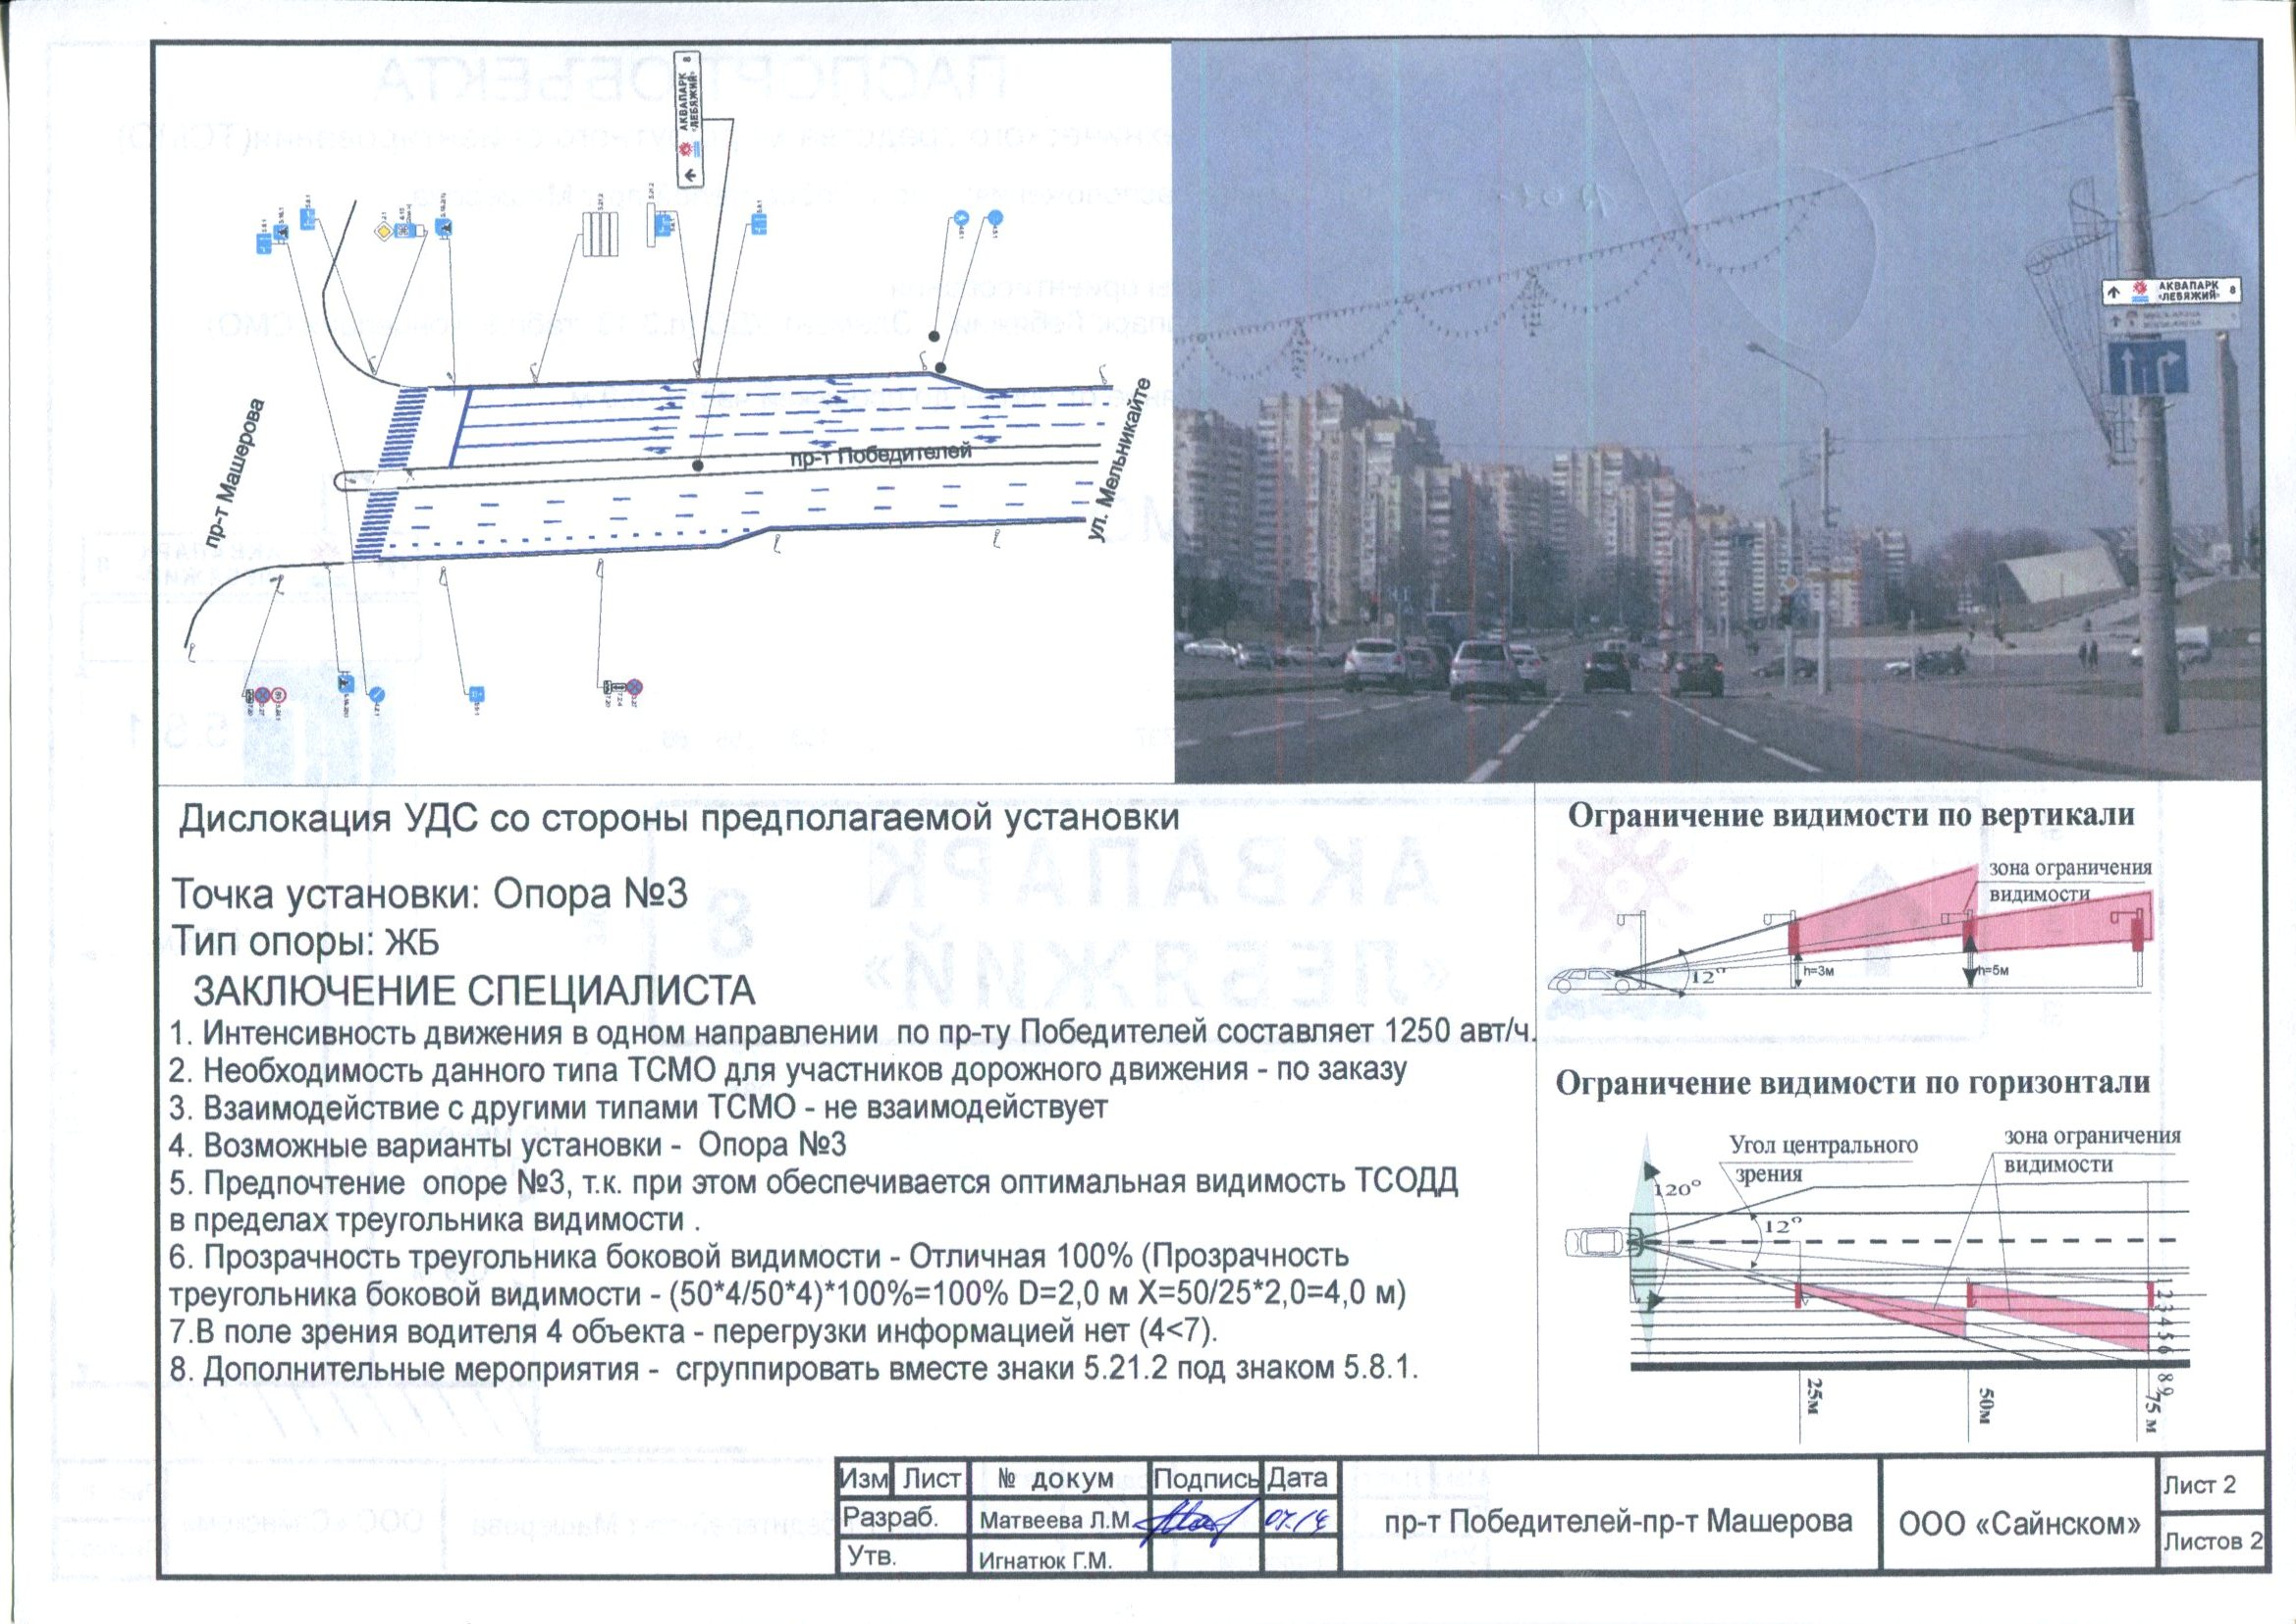 АКВАПАРК
«ЛЕБЯЖИЙ» 8
пр-т Машерова
пр-т Победителей
ул. Мельникайте
АКВАПАРК
«ЛЕБЯЖИЙ» 8
Дислокация УДС со стороны предполагаемой установки
Точка установки: Опора №3
Тип опоры: ЖБ
ЗАКЛЮЧЕНИЕ СПЕЦИАЛИСТА
1. Интенсивность движения в одном направлении по пр-ту Победителей составляет 1250 авт/ч.
2. Необходимость данного типа ТСМО для участников дорожного движения - по заказу
3. Взаимодействие с другими типами ТСМО - не взаимодействует
4. Возможные варианты установки - Опора №3
5. Предпочтение опоре №3, т.к. при этом обеспечивается оптимальная видимость ТСОДД
в пределах треугольника видимости .
6. Прозрачность треугольника боковой видимости - Отличная 100% (Прозрачность
треугольника боковой видимости - (50*4/50*4)*100%=100% D=2,0 м X=50/25*2,0=4,0 м)
7.В поле зрения водителя 4 объекта - перегрузки информацией нет (4<7).
8. Дополнительные мероприятия - сгруппировать вместе знаки 5.21.2 под знаком 5.8.1.
Ограничение видимости по вертикали
зона ограничения
видимости
12°
h=3м
h=5м
Ограничение видимости по горизонтали
Угол центрального
зрения
зона ограничения
видимости
120°
12°
1 2 3 4 5 6
8 9
25м
50м
75 м
Изм Лист № докум Подпись Дата
Разраб. Матвеева Л.М.
Утв. Игнатюк Г.М.
пр-т Победителей-пр-т Машерова
ООО «Сайнском»
Лист 2
Листов 2